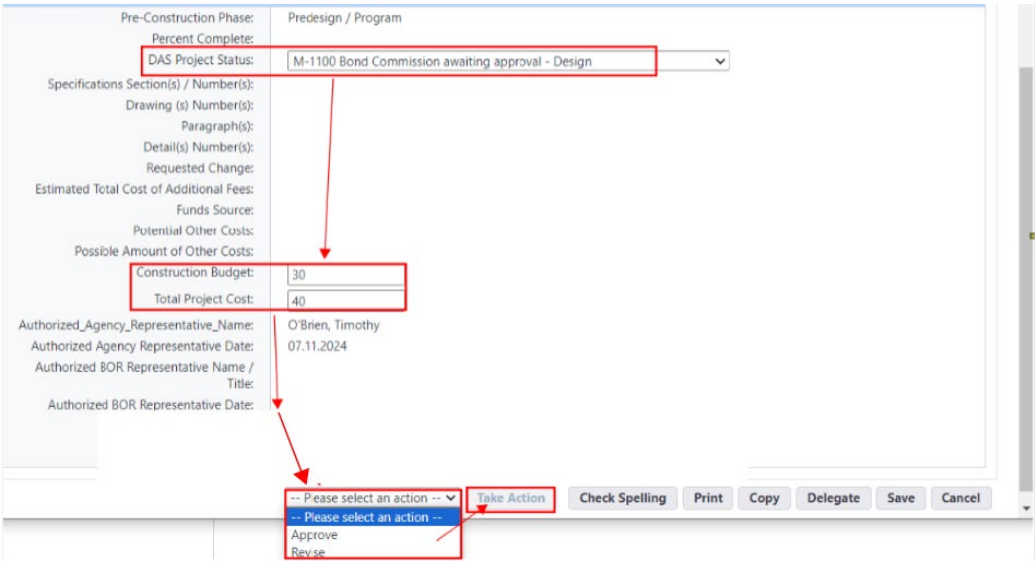 Pre-Construction Phase: Predesign / Program
Percent Complete:
DAS Project Status: M-1100 Bond Commission awaiting approval - Design
Specifications Section(s) / Number(s):
Drawing (s) Number(s):
Paragraph(s):
Detail(s) Number(s):
Requested Change:
Estimated Total Cost of Additional Fees:
Funds Source:
Potential Other Costs:
Possible Amount of Other Costs:
Construction Budget: 30
Total Project Cost: 40
Authorized_Agency_Representative_Name: O'Brien, Timothy
Authorized Agency Representative Date: 07.11.2024
Authorized BOR Representative Name /
Title:
Authorized BOR Representative Date:
-- Please select an action -- Take Action Check Spelling Print Copy Delegate Save Cancel
-- Please select an action --
Approve
Revise